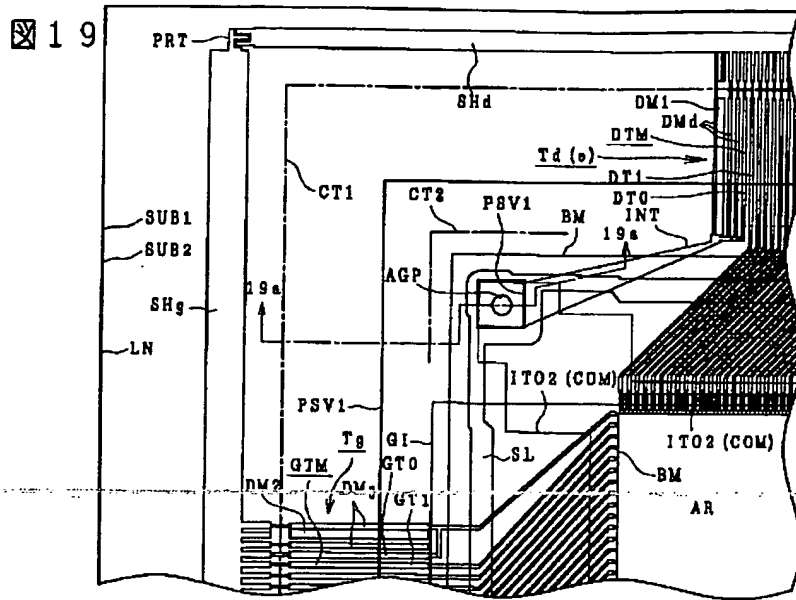 図19
PRT
SHd
DM1
DMd
DTM
Td(o)
DT1
DT0
CT1
CT2
PSV1
BM
INT
SUB1
SUB2
19a
AGP
19a
SHg
LN
ITO2(COM)
PSV1
GI
Tg
GTM
GT0
SL
ITO2(COM)
DM2
DMg
GT1
BM
AR